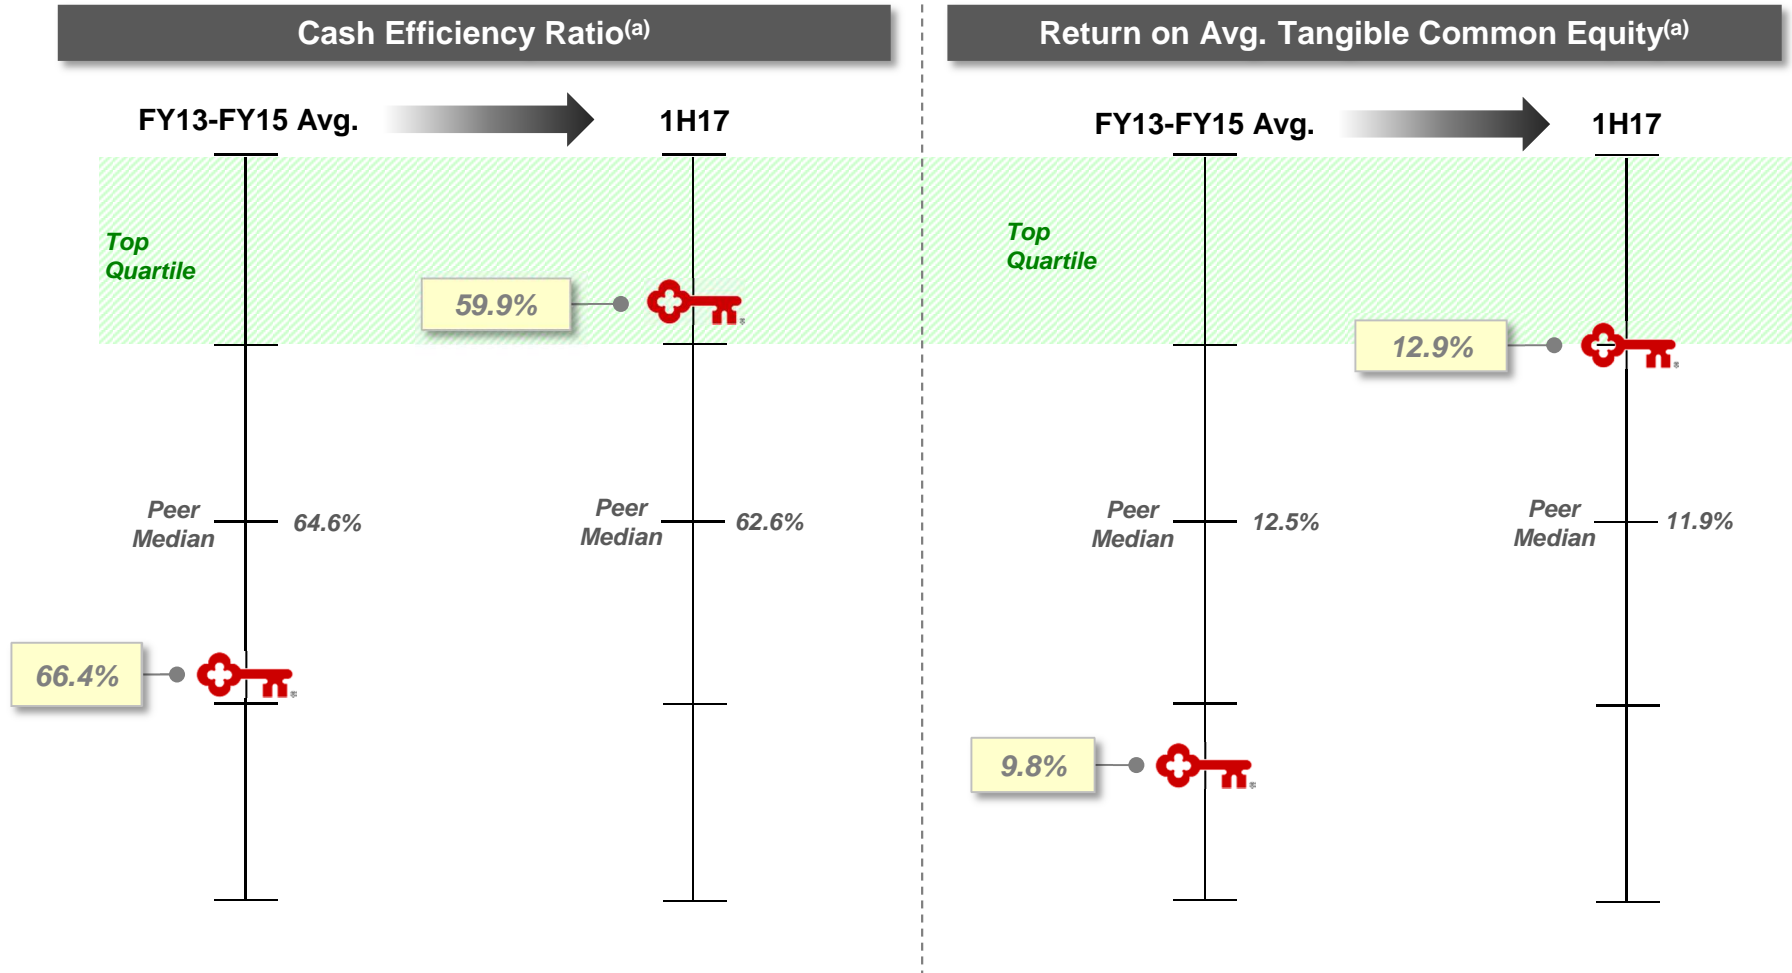 Cash Efficiency Ratio(a)
FY13-FY15 Avg.
1H17
Top
Quartile
59.9%
Peer
Median
64.6%
Peer
Median
62.6%
66.4%
Return on Avg. Tangible Common Equity(a)
FY13-FY15 Avg.
1H17
Top
Quartile
12.9%
Peer
Median
12.5%
Peer
Median
11.9%
9.8%